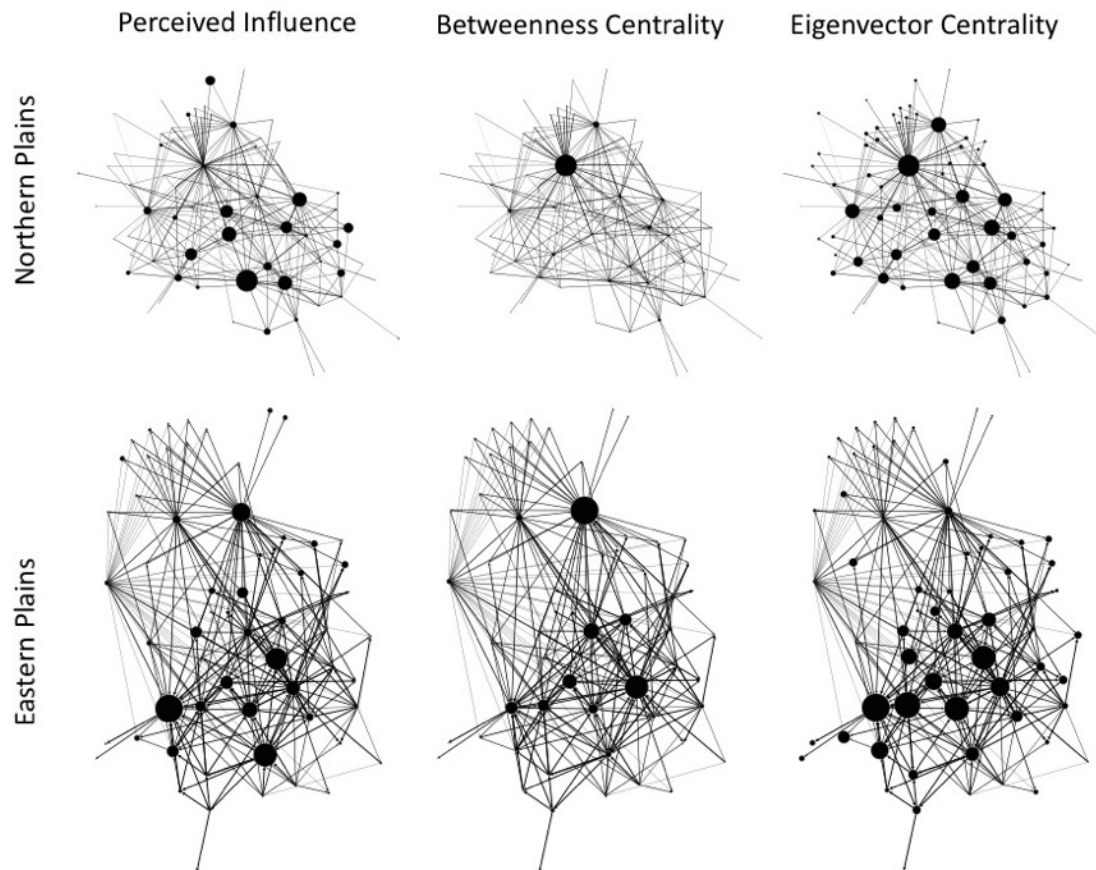 Perceived Influence
Betweenness Centrality
Eigenvector Centrality
Northern Plains
Eastern Plains